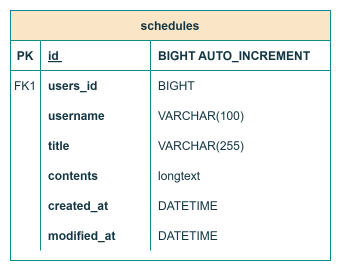 schedules
PK id BIGHT AUTO_INCREMENT
FK1 users_id BIGHT
username VARCHAR(100)
title VARCHAR(255)
contents longtext
created_at DATETIME
modified_at DATETIME